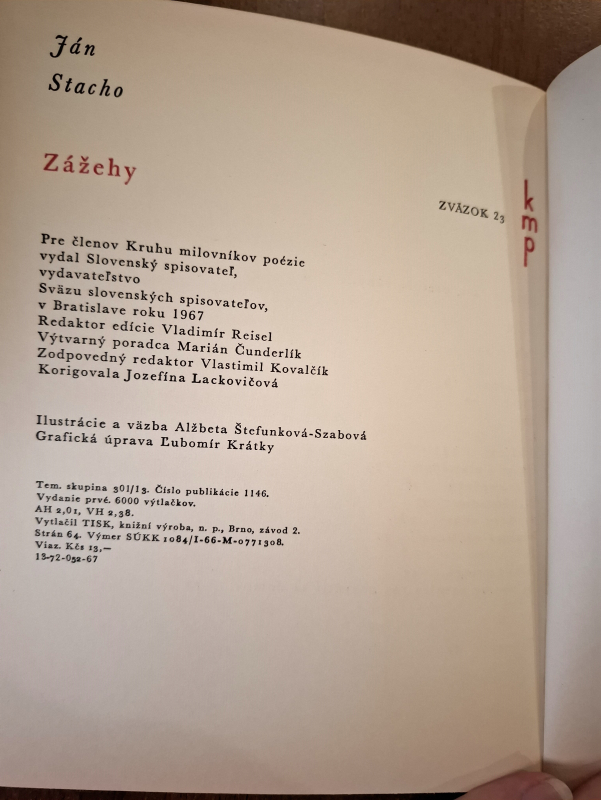 Ján
Stacho
Zážehy
ZVÄZOK 23
kmp
Pre členov Kruhu milovníkov poézie
vydal Slovenský spisovateľ,
vydavateľstvo
Sväzu slovenských spisovateľov,
v Bratislave roku 1967
Redaktor edície Vladimír Reisel
Výtvarný poradca Marián Čunderlík
Zodpovedný redaktor Vlastimil Kovalčík
Korigovala Jozefína Lackovičová
Ilustrácie a väzba Alžbeta Štefunková-Szabová
Grafická úprava Ľubomír Krátky
Tem. skupina 301/13. Číslo publikácie 1146.
Vydanie prvé. 6000 výtlačkov.
AH 2,01, VH 2,38.
Vytlačil TISK, knižní výroba, n. p., Brno, závod 2.
Strán 64. Výmer SÚKK 1084/I-66-M-0771308.
Viaz. Kčs 13,—
13-72-052-67